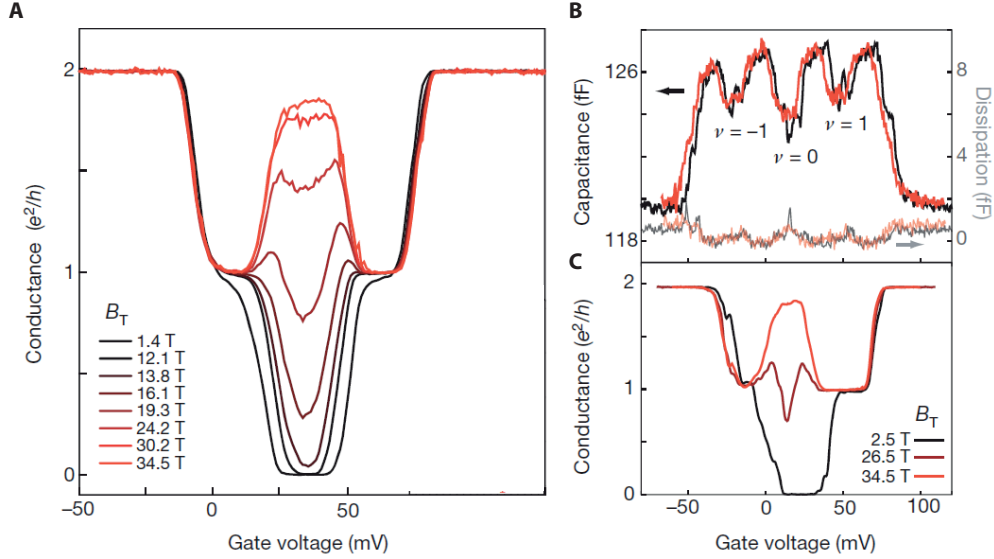 A
Conductance (e²/h)
2
1
0
B_T
1.4 T
12.1 T
13.8 T
16.1 T
19.3 T
24.2 T
30.2 T
34.5 T
−50
0
50
Gate voltage (mV)
B
Capacitance (fF)
126
118
ν = −1
ν = 0
ν = 1
8
4
0
Dissipation (fF)
C
Conductance (e²/h)
2
1
0
B_T
2.5 T
26.5 T
34.5 T
−50
0
50
100
Gate voltage (mV)